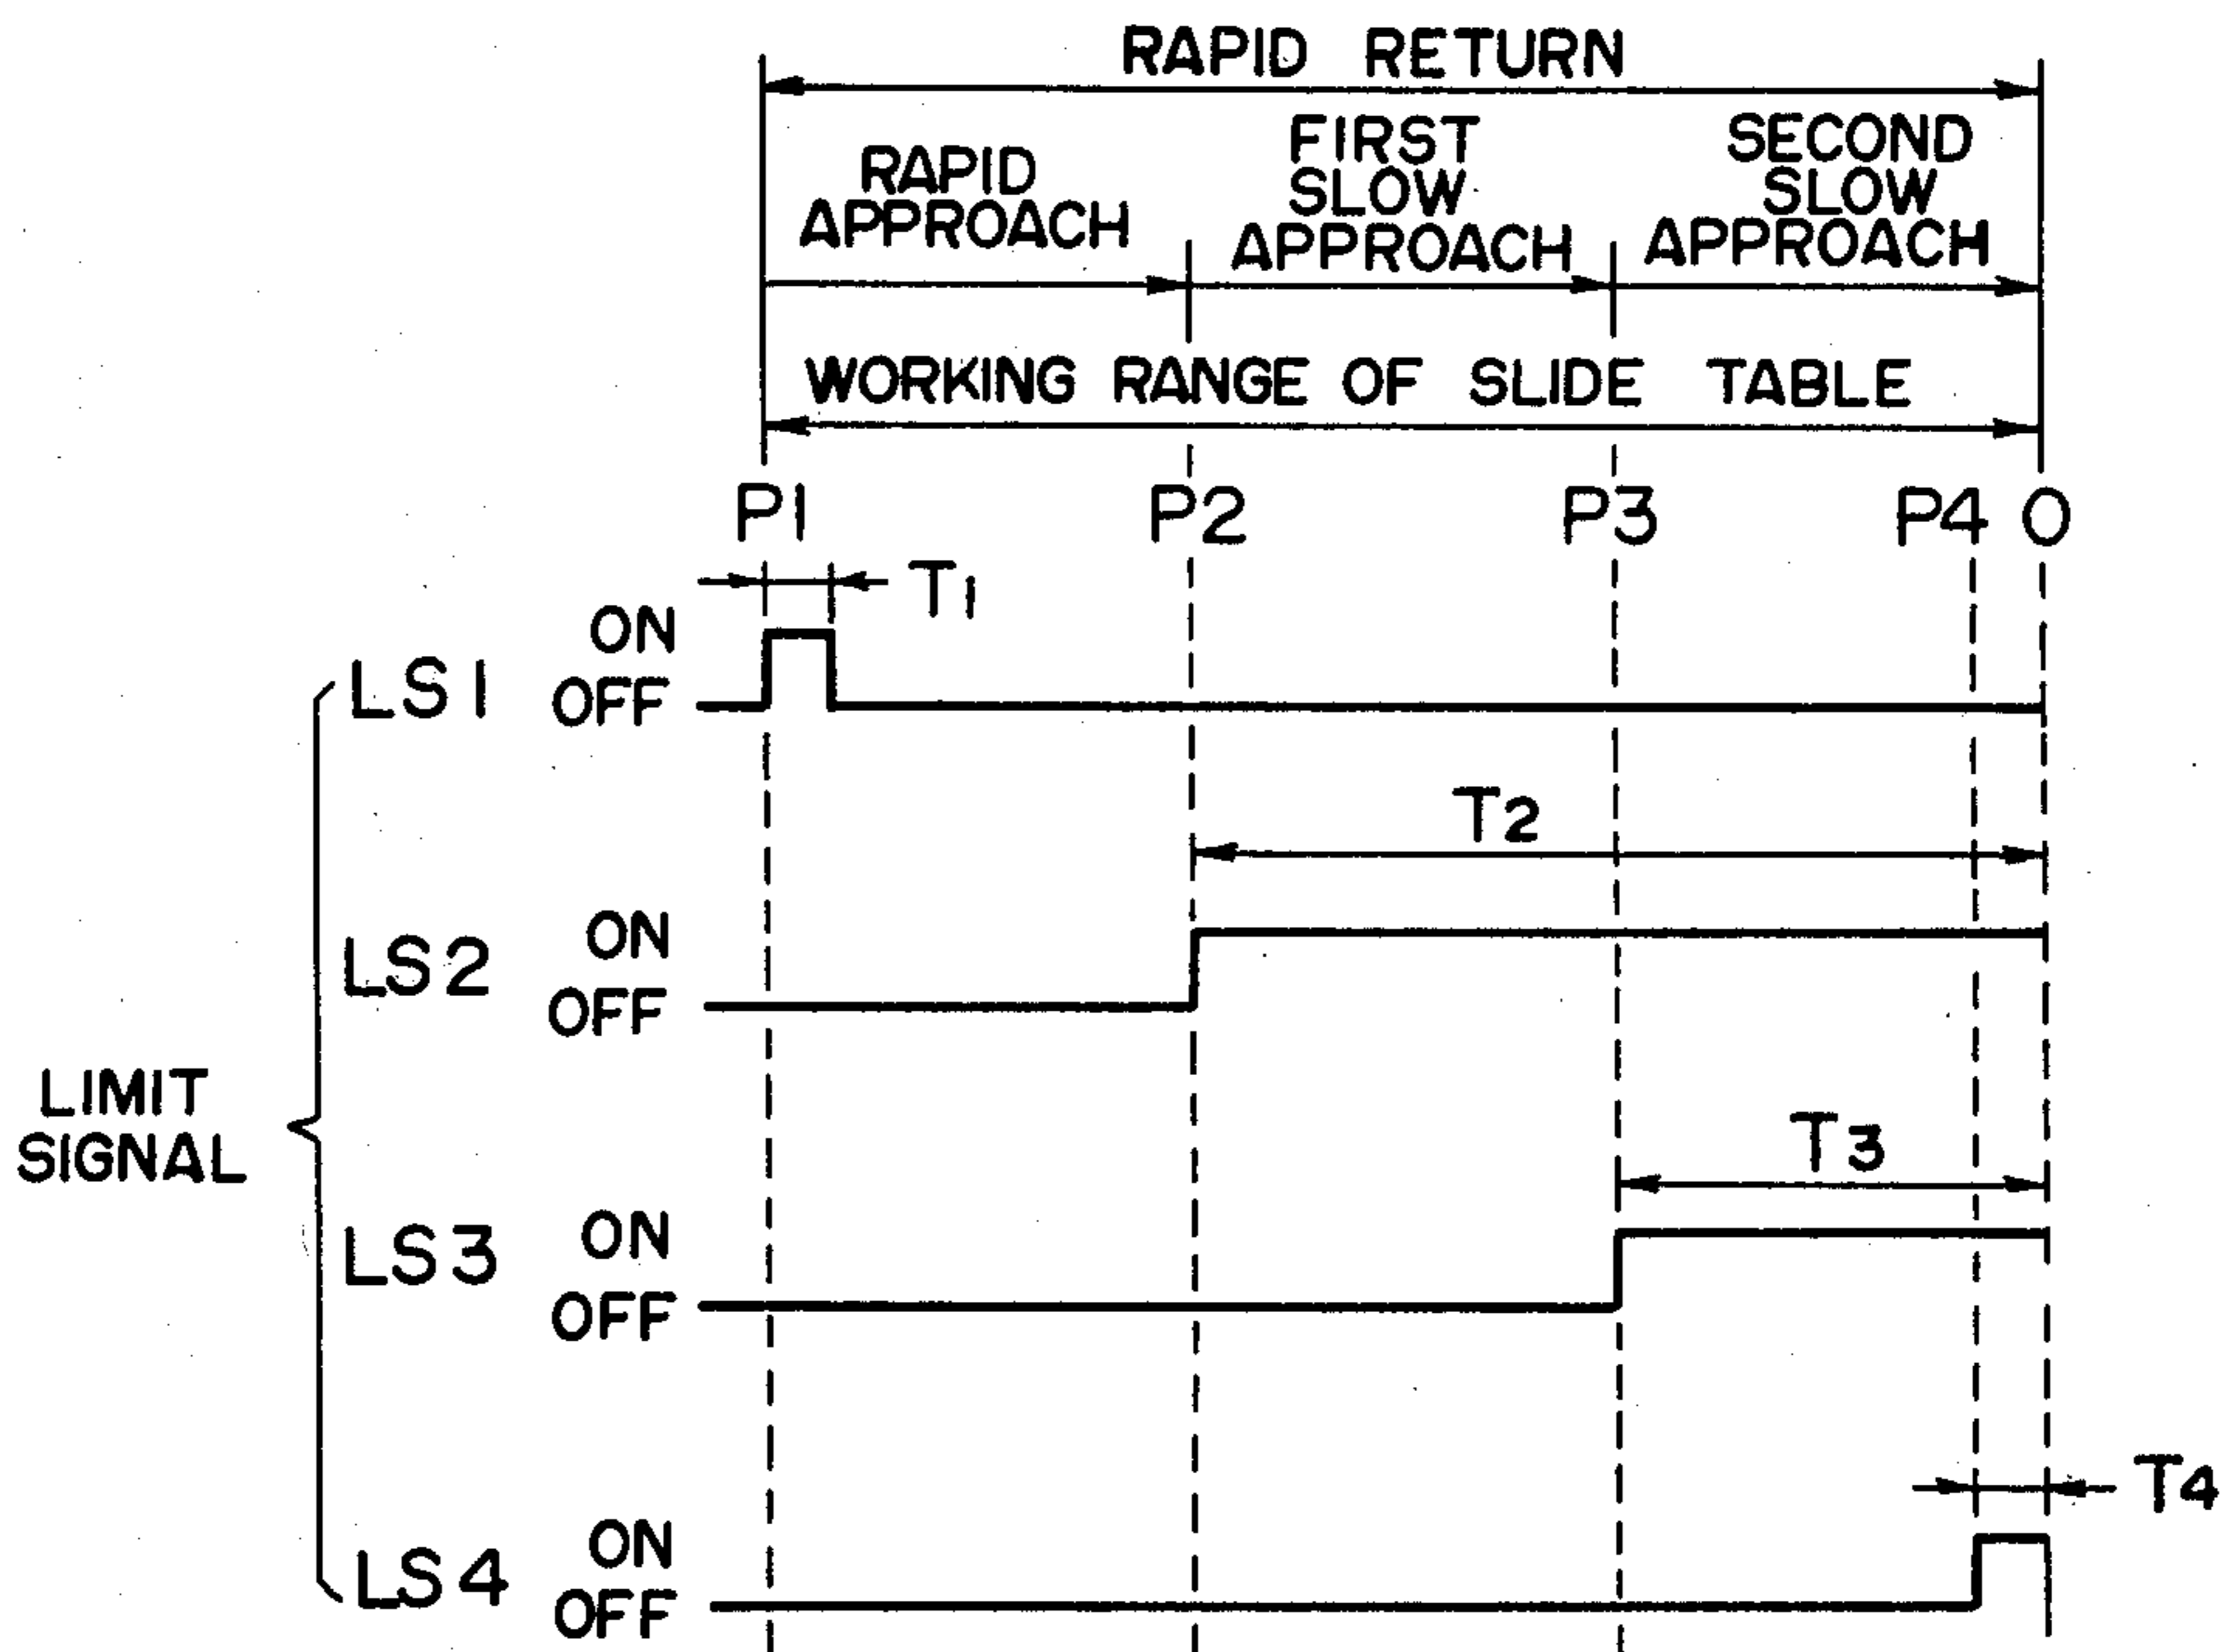 RAPID RETURN
RAPID
APPROACH
FIRST
SLOW
APPROACH
SECOND
SLOW
APPROACH
WORKING RANGE OF SLIDE TABLE
P1 P2 P3 P4 O
T1
LS1 ON
OFF
T2
LS2 ON
OFF
LIMIT
SIGNAL
T3
LS3 ON
OFF
T4
LS4 ON
OFF